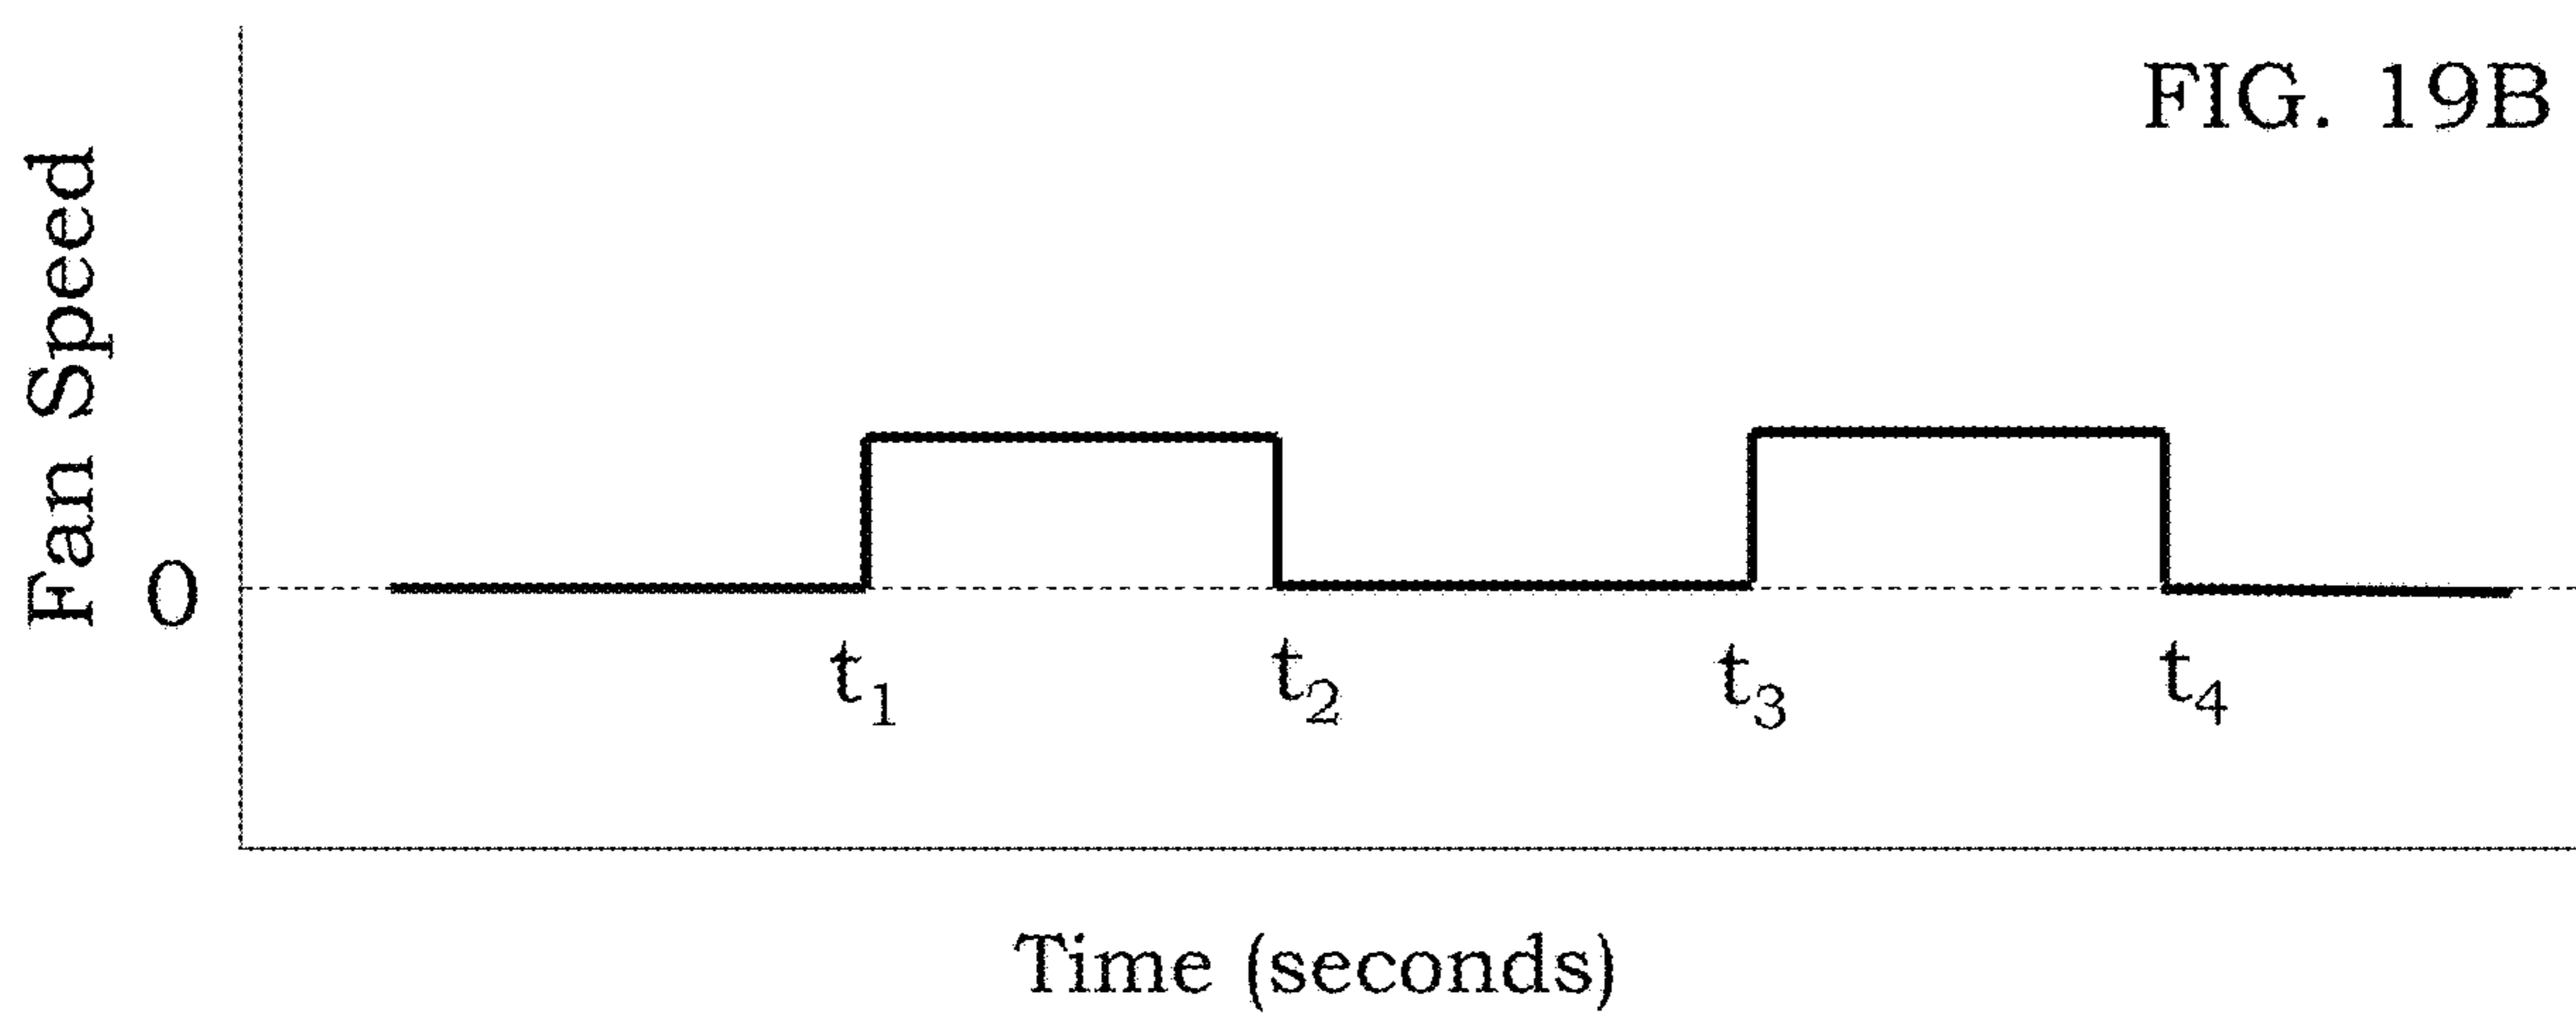 FIG. 19B
Fan Speed
0
t₁ t₂ t₃ t₄
Time (seconds)